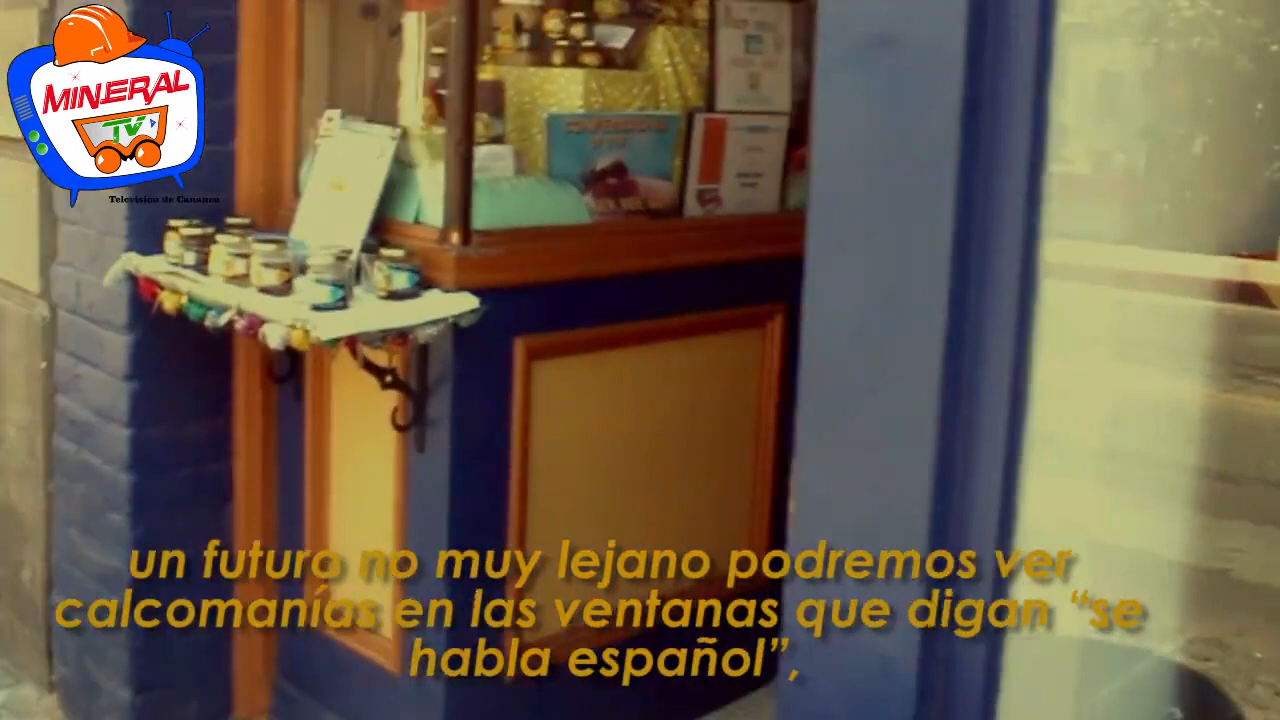 MINERAL
TV
Television de Cananea
un futuro no muy lejano podremos ver
calcomanías en las ventanas que digan “se
habla español”,